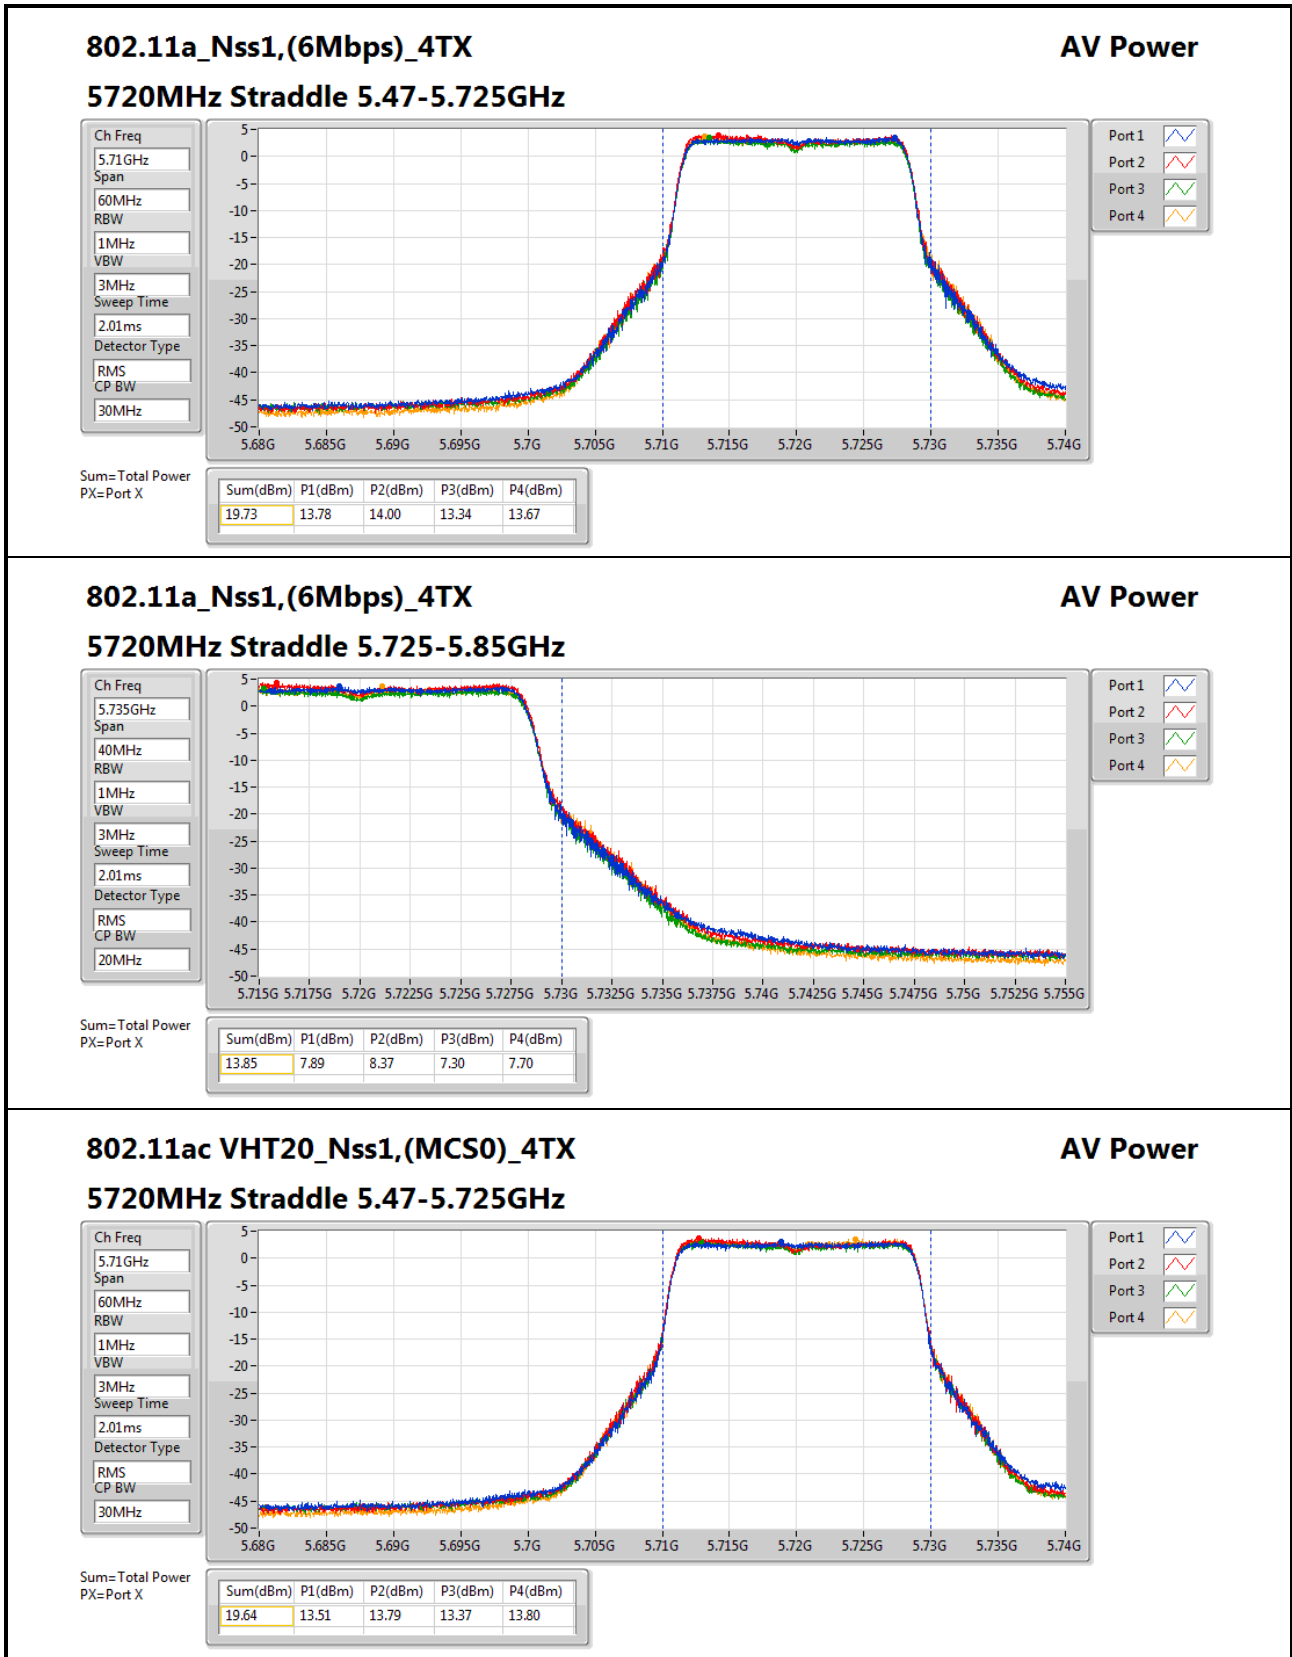 802.11a_Nss1,(6Mbps)_4TX AV Power
5720MHz Straddle 5.47-5.725GHz
Ch Freq
5.71GHz
Span
60MHz
RBW
1MHz
VBW
3MHz
Sweep Time
2.01ms
Detector Type
RMS
CP BW
30MHz
5
0
-5
-10
-15
-20
-25
-30
-35
-40
-45
-50
5.68G 5.685G 5.69G 5.695G 5.7G 5.705G 5.71G 5.715G 5.72G 5.725G 5.73G 5.735G 5.74G
Port 1
Port 2
Port 3
Port 4
Sum=Total Power
PX=Port X
Sum(dBm) P1(dBm) P2(dBm) P3(dBm) P4(dBm)
19.73 13.78 14.00 13.34 13.67
802.11a_Nss1,(6Mbps)_4TX AV Power
5720MHz Straddle 5.725-5.85GHz
Ch Freq
5.735GHz
Span
40MHz
RBW
1MHz
VBW
3MHz
Sweep Time
2.01ms
Detector Type
RMS
CP BW
20MHz
5
0
-5
-10
-15
-20
-25
-30
-35
-40
-45
-50
5.715G 5.7175G 5.72G 5.7225G 5.725G 5.7275G 5.73G 5.7325G 5.735G 5.7375G 5.74G 5.7425G 5.745G 5.7475G 5.75G 5.7525G 5.755G
Port 1
Port 2
Port 3
Port 4
Sum=Total Power
PX=Port X
Sum(dBm) P1(dBm) P2(dBm) P3(dBm) P4(dBm)
13.85 7.89 8.37 7.30 7.70
802.11ac VHT20_Nss1,(MCS0)_4TX AV Power
5720MHz Straddle 5.47-5.725GHz
Ch Freq
5.71GHz
Span
60MHz
RBW
1MHz
VBW
3MHz
Sweep Time
2.01ms
Detector Type
RMS
CP BW
30MHz
5
0
-5
-10
-15
-20
-25
-30
-35
-40
-45
-50
5.68G 5.685G 5.69G 5.695G 5.7G 5.705G 5.71G 5.715G 5.72G 5.725G 5.73G 5.735G 5.74G
Port 1
Port 2
Port 3
Port 4
Sum=Total Power
PX=Port X
Sum(dBm) P1(dBm) P2(dBm) P3(dBm) P4(dBm)
19.64 13.51 13.79 13.37 13.80